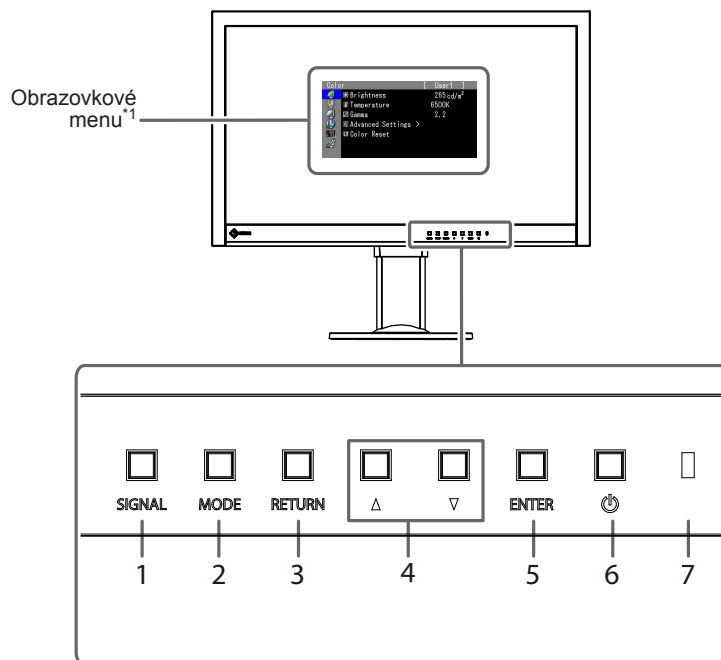 Obrazovkové
menu*1
Color [ User1 ]
Brightness 265cd/m²
Temperature 6500K
Gamma 2.2
Advanced Settings >
Color Reset
SIGNAL MODE RETURN △ ▽ ENTER
1 2 3 4 5 6 7